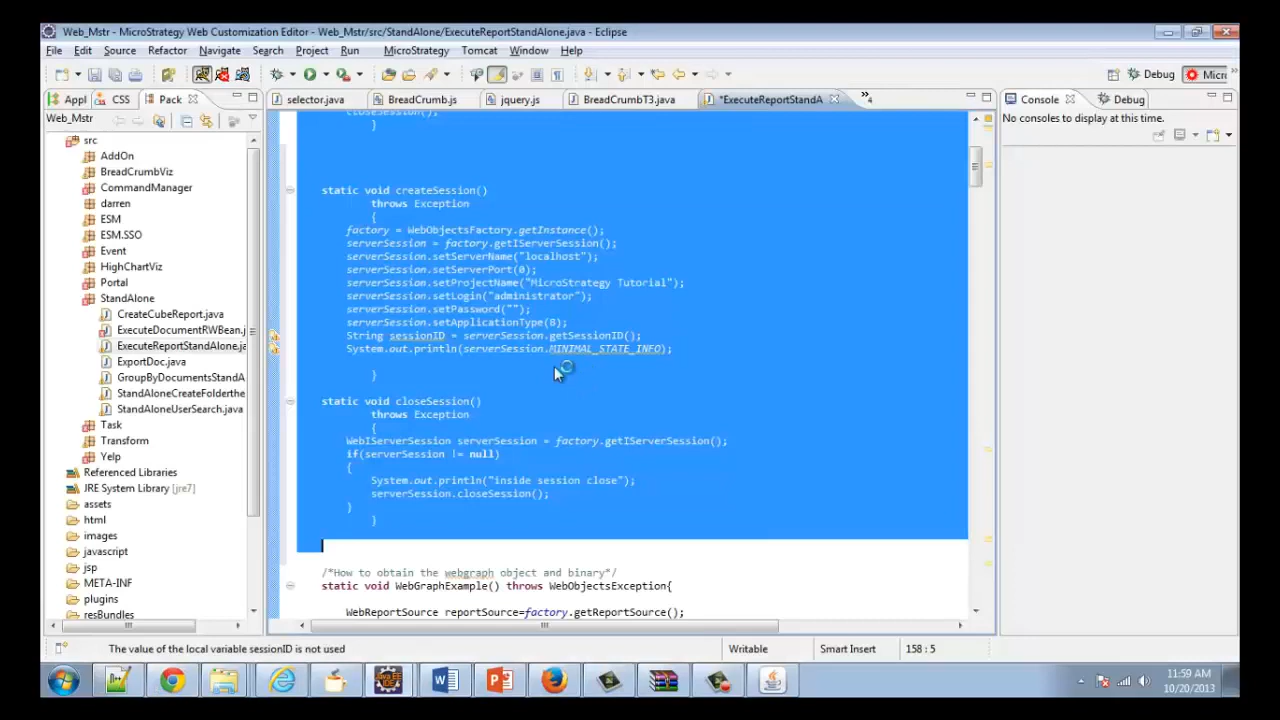 Web_Mstr - MicroStrategy Web Customization Editor - Web_Mstr/src/StandAlone/ExecuteReportStandAlone.java - Eclipse
File Edit Source Refactor Navigate Search Project Run MicroStrategy Tomcat Window Help
Debug Micro
Appl CSS Pack
selector.java BreadCrumb.js jquery.js BreadCrumbT3.java *ExecuteReportStandA 4
Console Debug
Web_Mstr
No consoles to display at this time.
src
AddOn
BreadCrumbViz
CommandManager
darren
ESM
ESM.SSO
Event
HighChartViz
Portal
StandAlone
CreateCubeReport.java
ExecuteDocumentRWBean.j
ExecuteReportStandAlone.ja
ExportDoc.java
GroupByDocumentsStandA
StandAloneCreateFolderthe
StandAloneUserSearch.java
Task
Transform
Yelp
Referenced Libraries
JRE System Library [jre7]
assets
html
images
javascript
jsp
META-INF
plugins
resBundles
closeSession();
}
static void createSession()
throws Exception
{
factory = WebObjectsFactory.getInstance();
serverSession = factory.getIServerSession();
serverSession.setServerName("localhost");
serverSession.setServerPort(0);
serverSession.setProjectName("MicroStrategy Tutorial");
serverSession.setLogin("administrator");
serverSession.setPassword("");
serverSession.setApplicationType(8);
String sessionID = serverSession.getSessionID();
System.out.println(serverSession.MINIMAL_STATE_INFO);
}
static void closeSession()
throws Exception
{
WebIServerSession serverSession = factory.getIServerSession();
if(serverSession != null)
{
System.out.println("inside session close");
serverSession.closeSession();
}
}
/*How to obtain the webgraph object and binary*/
static void WebGraphExample() throws WebObjectsException{
WebReportSource reportSource=factory.getReportSource();
The value of the local variable sessionID is not used
Writable Smart Insert 158 : 5
11:59 AM
10/20/2013